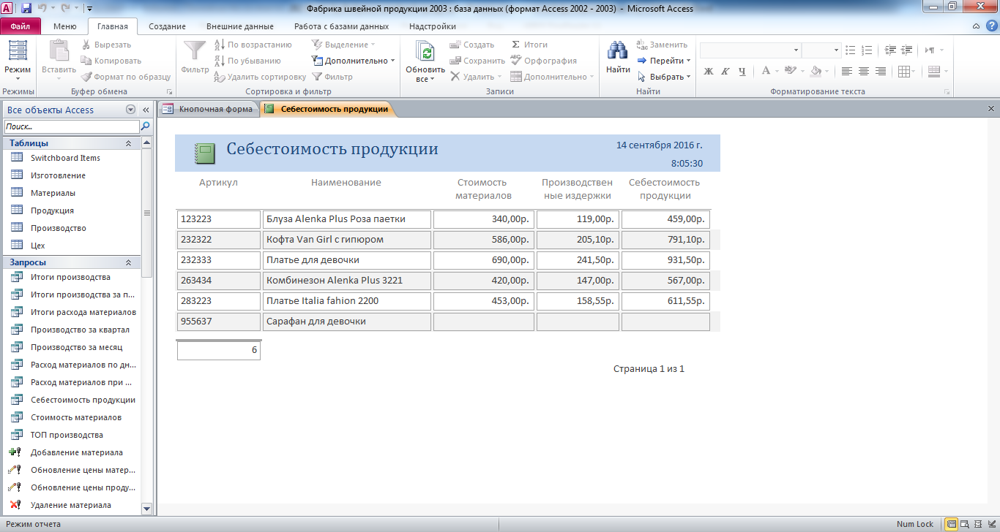 Фабрика швейной продукции 2003 : база данных (формат Access 2002 - 2003) - Microsoft Access
Файл Меню Главная Создание Внешние данные Работа с базами данных Надстройки
Режим
Режимы
Вставить
Вырезать
Копировать
Формат по образцу
Буфер обмена
Фильтр
По возрастанию
По убыванию
Удалить сортировку
Выделение
Дополнительно
Фильтр
Сортировка и фильтр
Обновить
все
Создать
Сохранить
Удалить
Итоги
Орфография
Дополнительно
Записи
Найти
Заменить
Перейти
Выбрать
Найти
Ж К Ч А
Форматирование текста
Все объекты Access
Поиск...
Таблицы
Switchboard Items
Изготовление
Материалы
Продукция
Производство
Цех
Запросы
Итоги производства
Итоги производства за п...
Итоги расхода материалов
Производство за квартал
Производство за месяц
Расход материалов по дн...
Расход материалов при ...
Себестоимость продукции
Стоимость материалов
ТОП производства
Добавление материала
Обновление цены матер...
Обновление цены проду...
Удаление материала
Кнопочная форма Себестоимость продукции
Себестоимость продукции
14 сентября 2016 г.
8:05:30
Артикул Наименование Стоимость Производствен Себестоимость
материалов ные издержки продукции
123223 Блуза Alenka Plus Роза паетки 340,00р. 119,00р. 459,00р.
232322 Кофта Van Girl с гипюром 586,00р. 205,10р. 791,10р.
232333 Платье для девочки 690,00р. 241,50р. 931,50р.
263434 Комбинезон Alenka Plus 3221 420,00р. 147,00р. 567,00р.
283223 Платье Italia fahion 2200 453,00р. 158,55р. 611,55р.
955637 Сарафан для девочки
6
Страница 1 из 1
Режим отчета
Num Lock